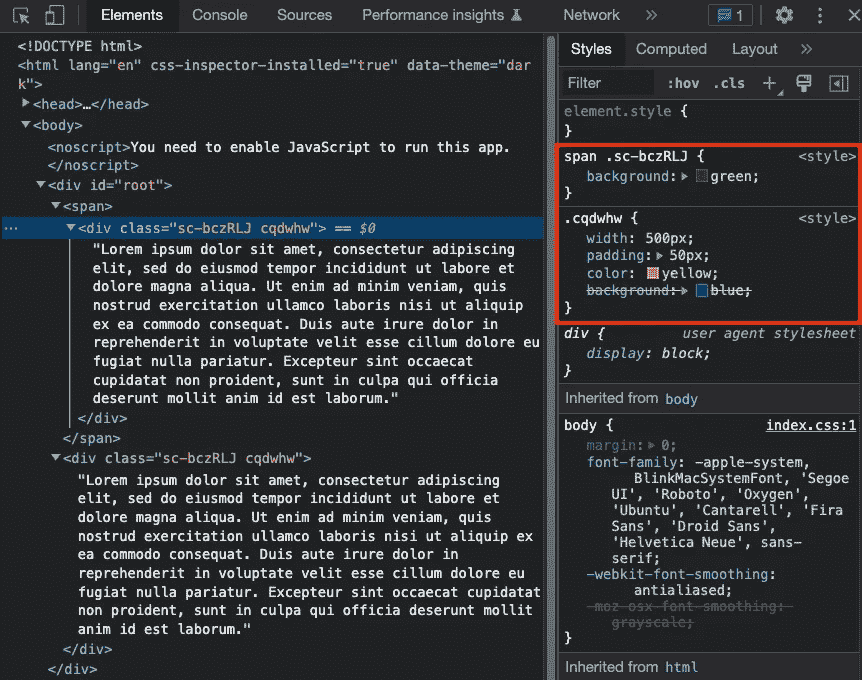 Elements Console Sources Performance insights Network » 1
<!DOCTYPE html>
<html lang="en" css-inspector-installed="true" data-theme="dar
k">
<head>…</head>
<body>
<noscript>You need to enable JavaScript to run this app.
</noscript>
<div id="root">
<span>
… <div class="sc-bczRLJ cqdwhw"> == $0
"Lorem ipsum dolor sit amet, consectetur adipiscing
elit, sed do eiusmod tempor incididunt ut labore et
dolore magna aliqua. Ut enim ad minim veniam, quis
nostrud exercitation ullamco laboris nisi ut aliquip
ex ea commodo consequat. Duis aute irure dolor in
reprehenderit in voluptate velit esse cillum dolore eu
fugiat nulla pariatur. Excepteur sint occaecat
cupidatat non proident, sunt in culpa qui officia
deserunt mollit anim id est laborum."
</div>
</span>
<div class="sc-bczRLJ cqdwhw">
"Lorem ipsum dolor sit amet, consectetur adipiscing
elit, sed do eiusmod tempor incididunt ut labore et
dolore magna aliqua. Ut enim ad minim veniam, quis
nostrud exercitation ullamco laboris nisi ut aliquip ex
ea commodo consequat. Duis aute irure dolor in
reprehenderit in voluptate velit esse cillum dolore eu
fugiat nulla pariatur. Excepteur sint occaecat cupidatat
non proident, sunt in culpa qui officia deserunt mollit
anim id est laborum."
</div>
</div>
Styles Computed Layout »
Filter :hov .cls +
element.style {
}
span .sc-bczRLJ { <style>
background: green;
}
.cqdwhw { <style>
width: 500px;
padding: 50px;
color: yellow;
background: blue;
}
div { user agent stylesheet
display: block;
}
Inherited from body
body { index.css:1
margin: 0;
font-family: -apple-system,
BlinkMacSystemFont, 'Segoe
UI', 'Roboto', 'Oxygen',
'Ubuntu', 'Cantarell', 'Fira
Sans', 'Droid Sans',
'Helvetica Neue', sans-
serif;
-webkit-font-smoothing:
antialiased;
-moz-osx-font-smoothing:
grayscale;
}
Inherited from html